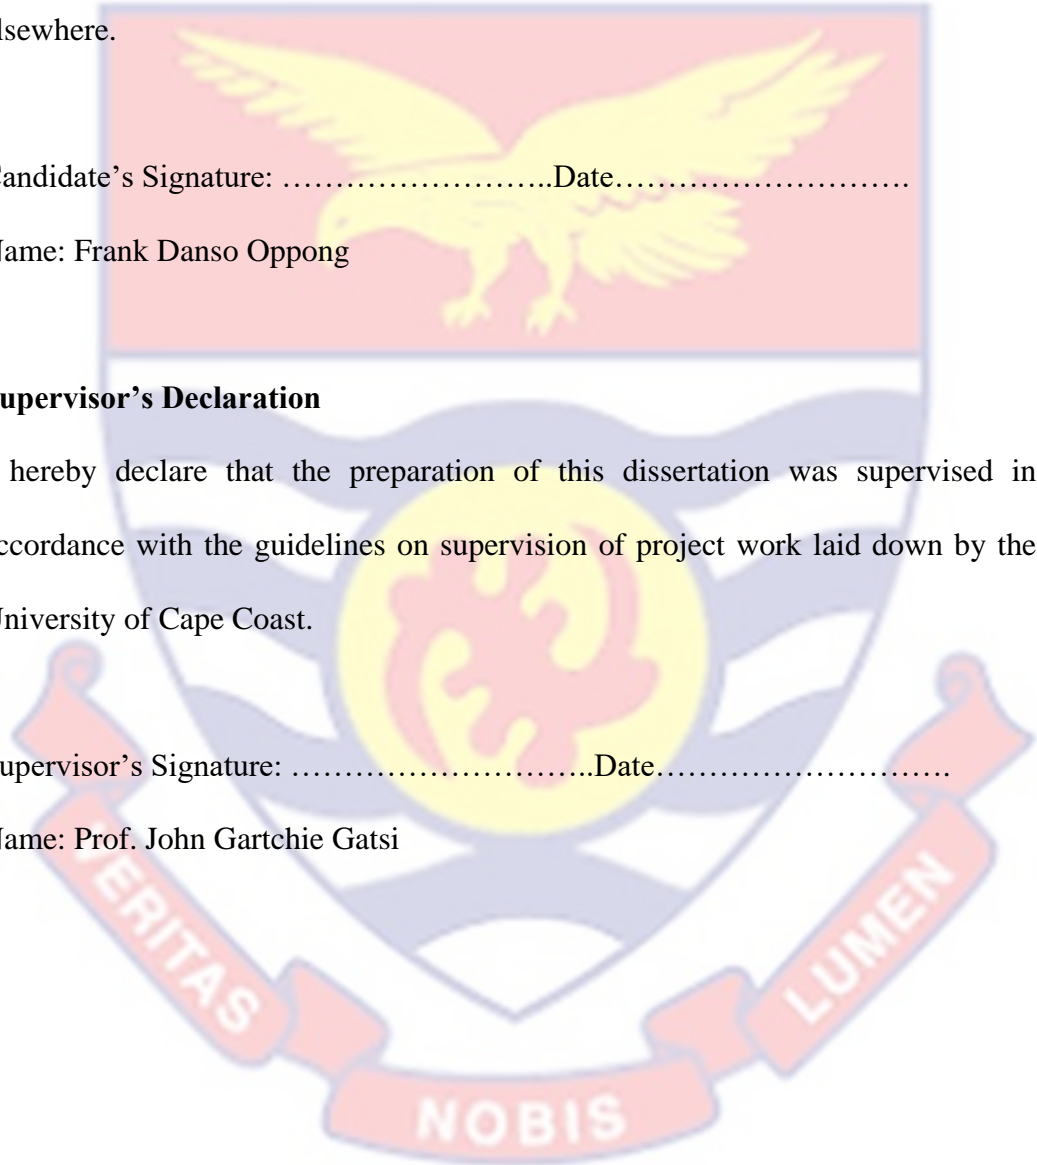 lsewhere.
Candidate's Signature: ……………………..Date……………………….
Name: Frank Danso Oppong
upervisor's Declaration
hereby declare that the preparation of this dissertation was supervised in
ccordance with the guidelines on supervision of project work laid down by the
University of Cape Coast.
upervisor's Signature: ………………………..Date……………………….
Name: Prof. John Gartchie Gatsi
VERITAS
NOBIS
LUMEN